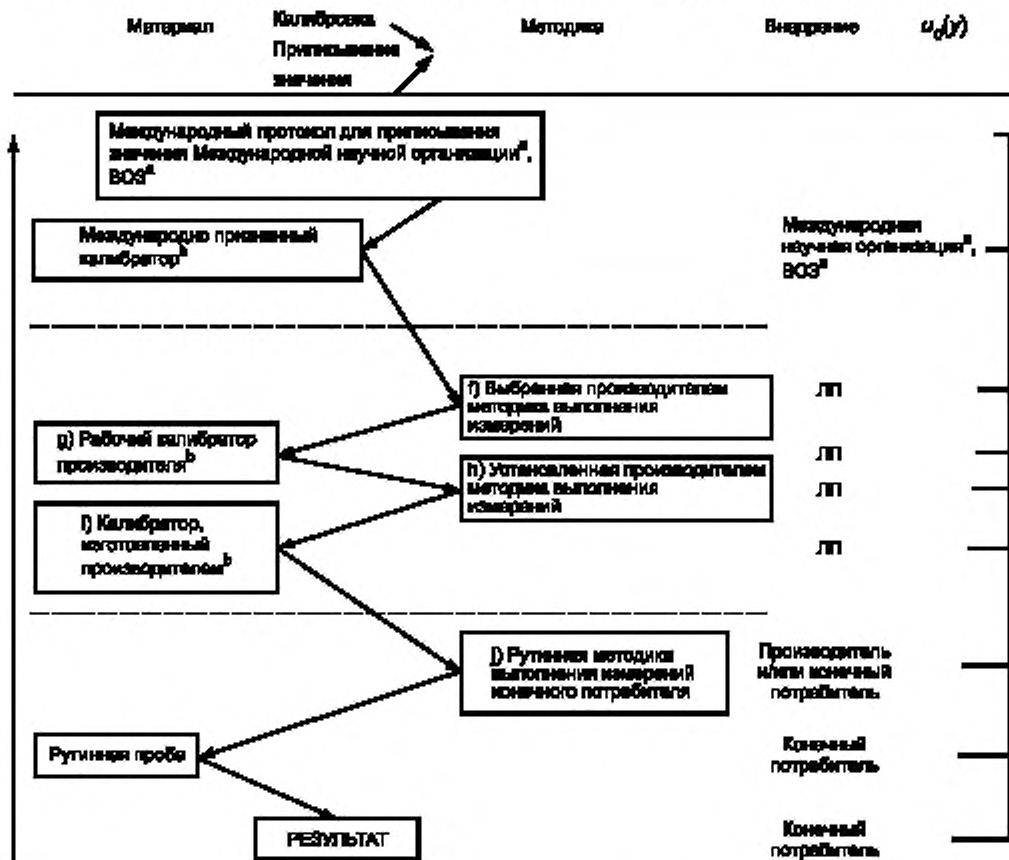 Материал
Калибровка
Приписывание
значения
Методика
Внедрение
u_c(y)
Международный протокол для приписывания
значения Международной научной организации^a,
ВОЗ^a
Международно признанный
калибратор^b
Международная
научная организация^a,
ВОЗ^a
f) Выбранная производителем
методика выполнения
измерений
ЛП
g) Рабочий калибратор
производителя^b
ЛП
h) Установленная производителем
методика выполнения
измерений
ЛП
i) Калибратор,
изготовленный
производителем^b
ЛП
j) Рутинная методика
выполнения измерений
конечного потребителя
Производитель
и/или конечный
потребитель
Рутинная проба
Конечный
потребитель
РЕЗУЛЬТАТ
Конечный
потребитель